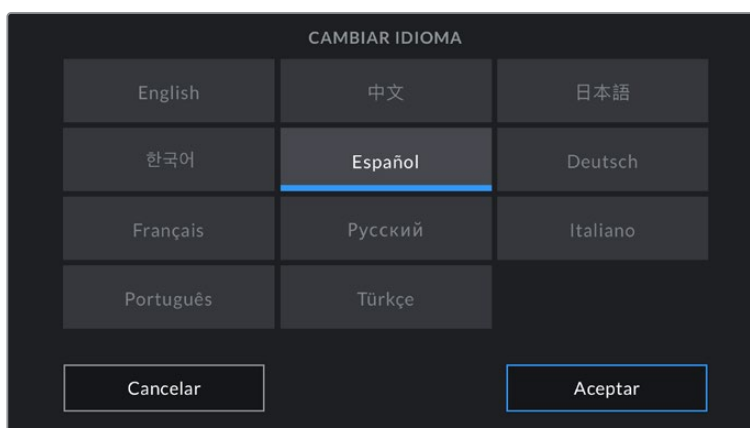 CAMBIAR IDIOMA
English 中文 日本語
한국어 Español Deutsch
Français Русский Italiano
Português Türkçe
Cancelar Aceptar